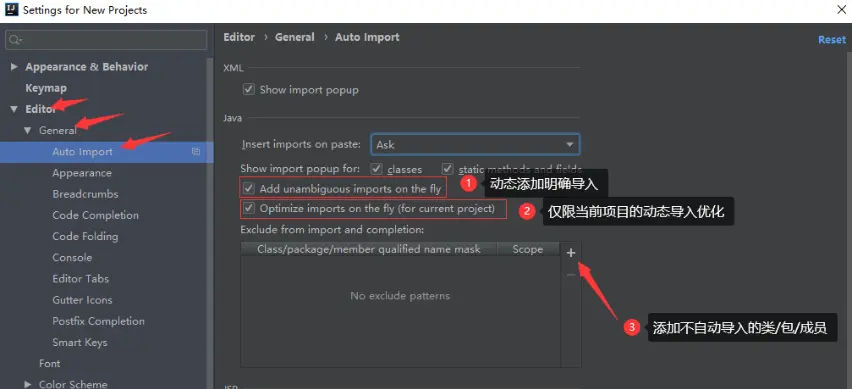 Settings for New Projects
Appearance & Behavior
Keymap
Editor
General
Auto Import
Appearance
Breadcrumbs
Code Completion
Code Folding
Console
Editor Tabs
Gutter Icons
Postfix Completion
Smart Keys
Font
Color Scheme
Editor › General › Auto Import
Reset
XML
Show import popup
Java
Insert imports on paste: Ask
Show import popup for: classes static methods and fields
Add unambiguous imports on the fly
1 动态添加明确导入
Optimize imports on the fly (for current project)
2 仅限当前项目的动态导入优化
Exclude from import and completion:
Class/package/member qualified name mask Scope
No exclude patterns
3 添加不自动导入的类/包/成员
JSP